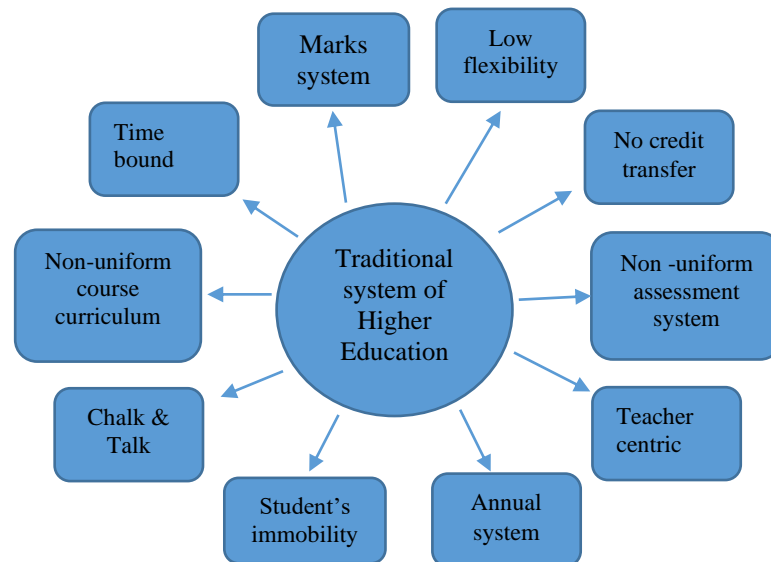 Marks
system
Low
flexibility
Time
bound
No credit
transfer
Non-uniform
course
curriculum
Traditional
system of
Higher
Education
Non -uniform
assessment
system
Chalk &
Talk
Teacher
centric
Student’s
immobility
Annual
system